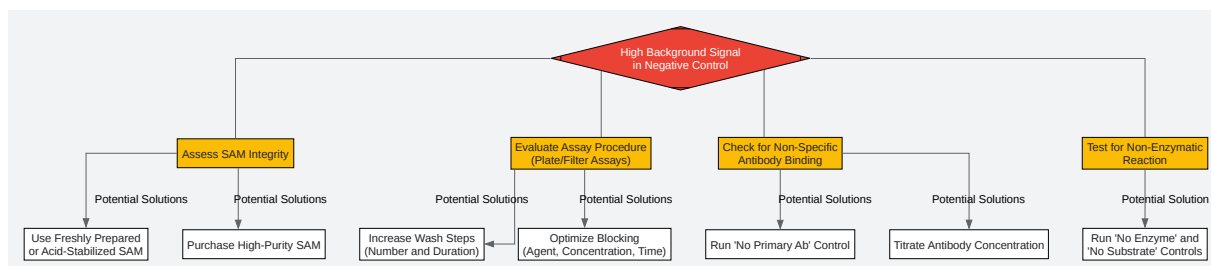 High Background Signal
in Negative Control
Assess SAM Integrity
Evaluate Assay Procedure
(Plate/Filter Assays)
Check for Non-Specific
Antibody Binding
Test for Non-Enzymatic
Reaction
Potential Solutions
Potential Solutions
Potential Solutions
Potential Solutions
Potential Solutions
Potential Solutions
Potential Solution
Use Freshly Prepared
or Acid-Stabilized SAM
Purchase High-Purity SAM
Increase Wash Steps
(Number and Duration)
Optimize Blocking
(Agent, Concentration, Time)
Run 'No Primary Ab' Control
Titrate Antibody Concentration
Run 'No Enzyme' and
'No Substrate' Controls